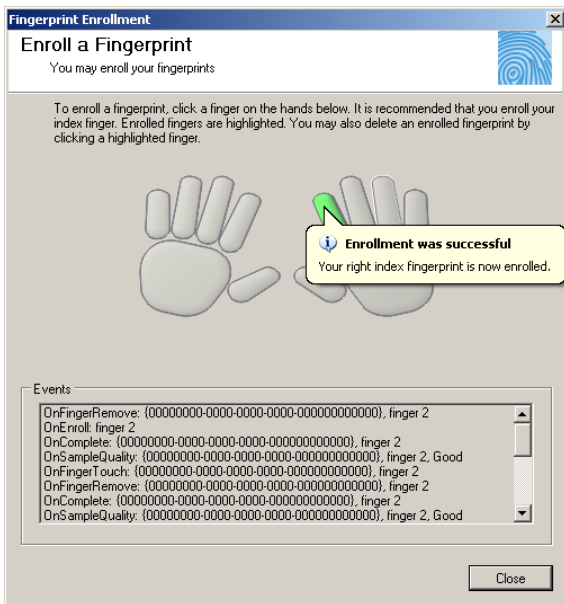 Fingerprint Enrollment
Enroll a Fingerprint
You may enroll your fingerprints
To enroll a fingerprint, click a finger on the hands below. It is recommended that you enroll your
index finger. Enrolled fingers are highlighted. You may also delete an enrolled fingerprint by
clicking a highlighted finger.
Enrollment was successful
Your right index fingerprint is now enrolled.
Events
OnFingerRemove: {00000000-0000-0000-0000-000000000000}, finger 2
OnEnroll: finger 2
OnComplete: {00000000-0000-0000-0000-000000000000}, finger 2
OnSampleQuality: {00000000-0000-0000-0000-000000000000}, finger 2, Good
OnFingerTouch: {00000000-0000-0000-0000-000000000000}, finger 2
OnFingerRemove: {00000000-0000-0000-0000-000000000000}, finger 2
OnComplete: {00000000-0000-0000-0000-000000000000}, finger 2
OnSampleQuality: {00000000-0000-0000-0000-000000000000}, finger 2, Good
Close